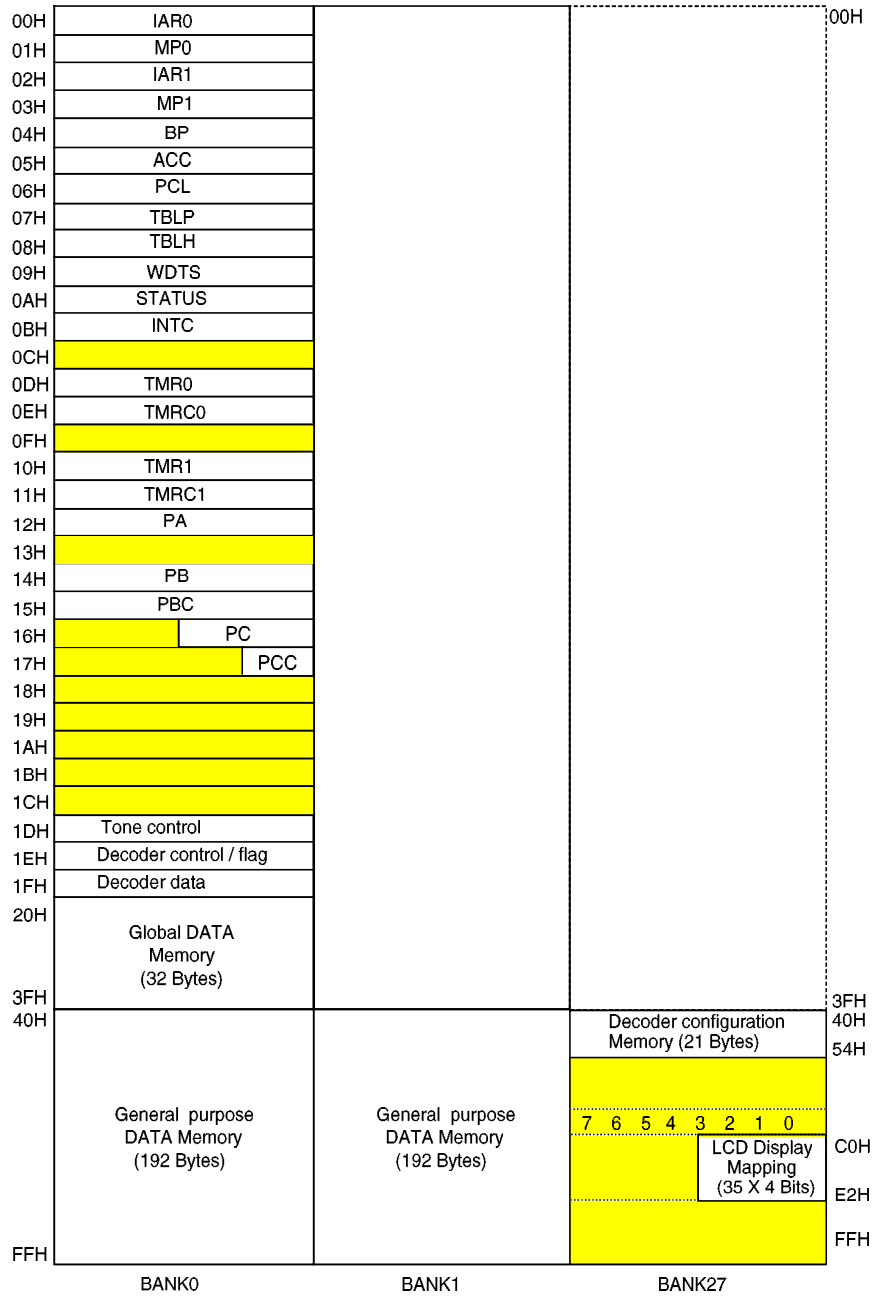 00H IAR0 00H
01H MP0
02H IAR1
03H MP1
04H BP
05H ACC
06H PCL
07H TBLP
08H TBLH
09H WDTS
0AH STATUS
0BH INTC
0CH
0DH TMR0
0EH TMRC0
0FH
10H TMR1
11H TMRC1
12H PA
13H
14H PB
15H PBC
16H PC
17H PCC
18H
19H
1AH
1BH
1CH
1DH Tone control
1EH Decoder control / flag
1FH Decoder data
20H
Global DATA
Memory
(32 Bytes)
3FH 3FH
40H Decoder configuration 40H
Memory (21 Bytes)
54H
General purpose
DATA Memory
(192 Bytes)
General purpose
DATA Memory
(192 Bytes)
7 6 5 4 3 2 1 0
LCD Display C0H
Mapping
(35 X 4 Bits)
E2H
FFH FFH
BANK0 BANK1 BANK27